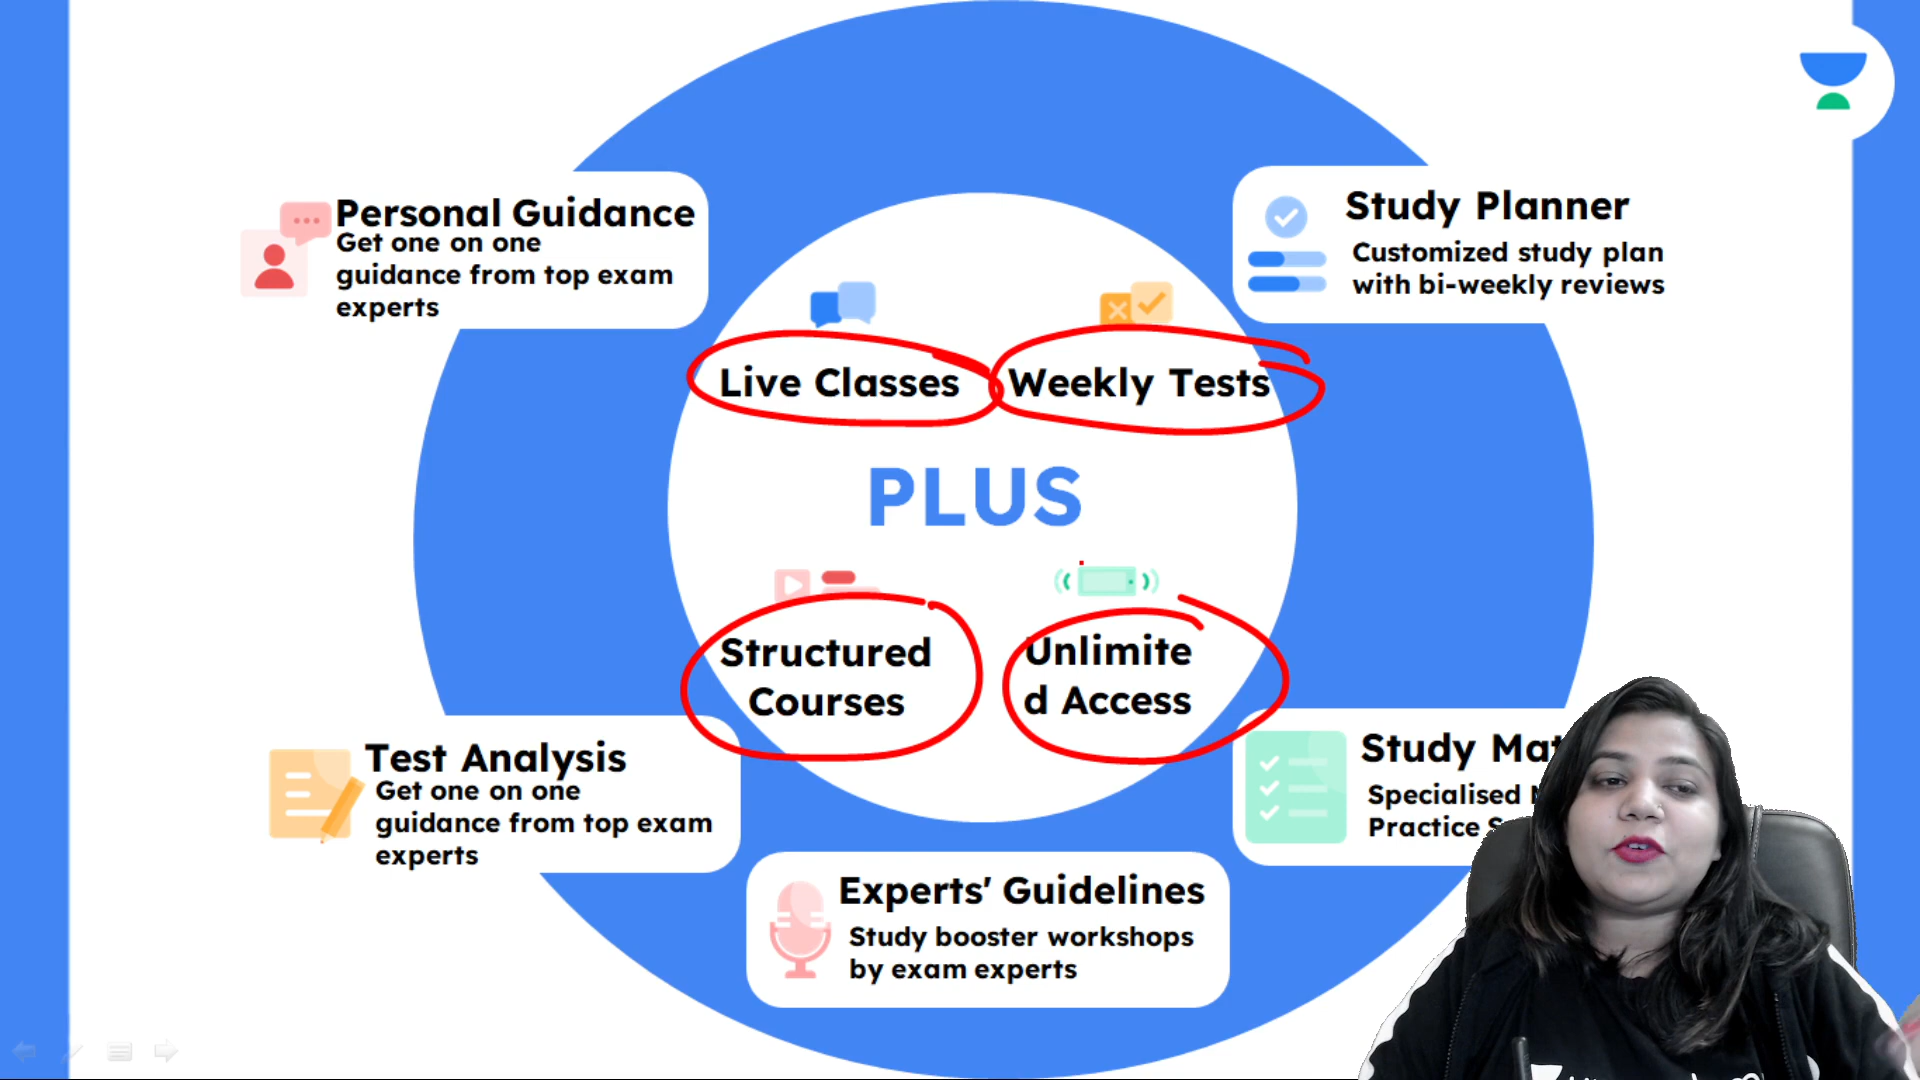 Personal Guidance
Get one on one
guidance from top exam
experts
Study Planner
Customized study plan
with bi-weekly reviews
Live Classes
Weekly Tests
PLUS
Structured
Courses
Unlimite
d Access
Test Analysis
Get one on one
guidance from top exam
experts
Study
Specialised
Practice
Experts' Guidelines
Study booster workshops
by exam experts